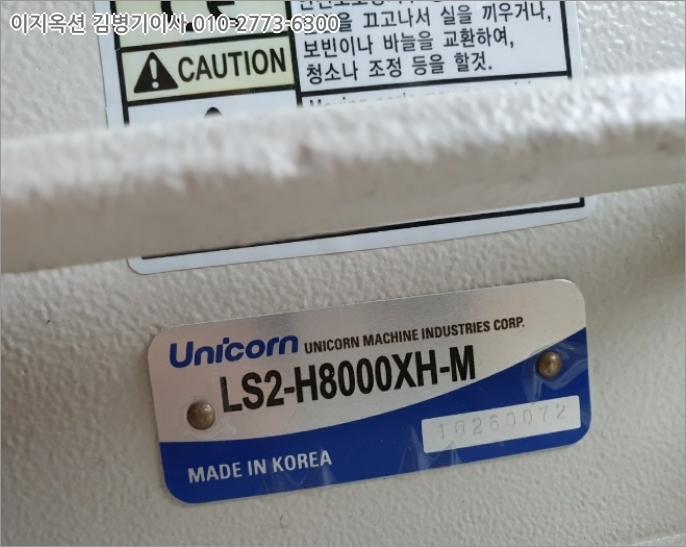 이지옥션 김병기이사 010-2773-6300
을 끄고나서 실을 끼우거나,
보빈이나 바늘을 교환하여,
청소나 조정 등을 할것.
CAUTION
Unicorn UNICORN MACHINE INDUSTRIES CORP.
LS2-H8000XH-M
10260072
MADE IN KOREA